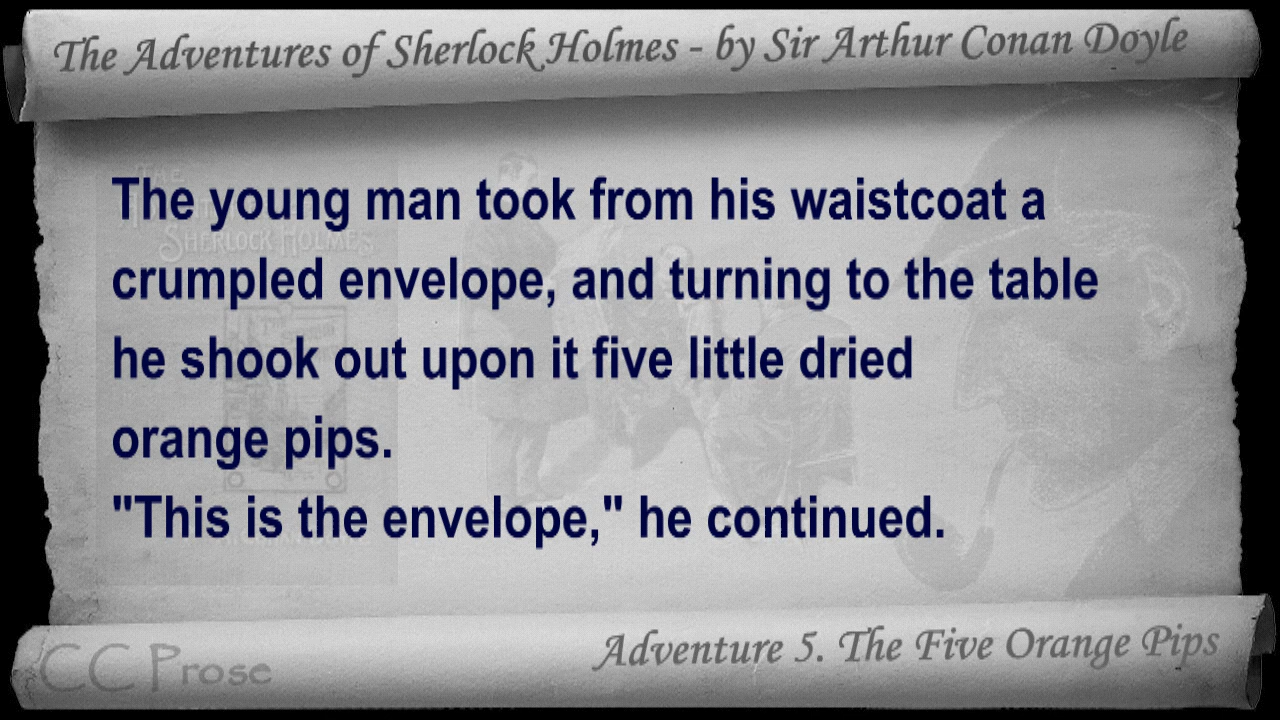 The Adventures of Sherlock Holmes - by Sir Arthur Conan Doyle
SHERLOCK HOLMES
The young man took from his waistcoat a
crumpled envelope, and turning to the table
he shook out upon it five little dried
orange pips.
"This is the envelope," he continued.
Adventure 5. The Five Orange Pips
CC Prose